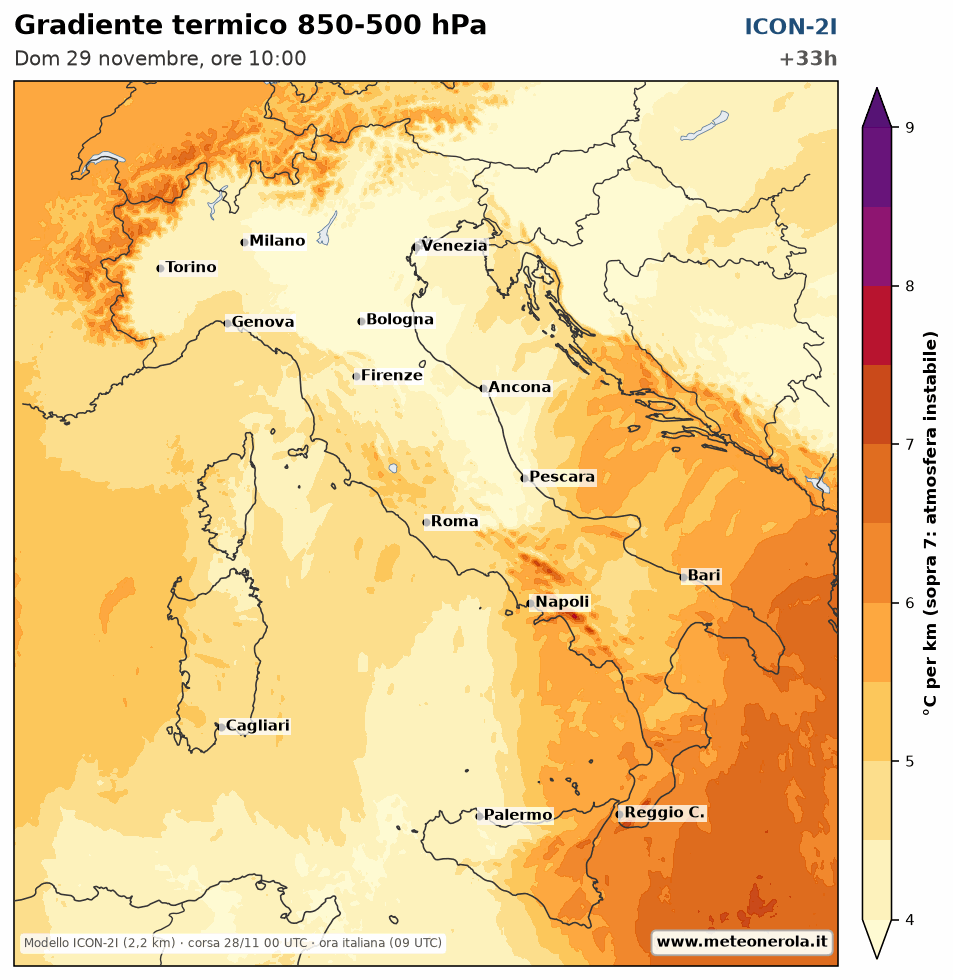 Gradiente termico 850-500 hPa
ICON-2I
Dom 29 novembre, ore 10:00
+33h
Milano
Venezia
Torino
Genova
Bologna
Firenze
Ancona
Pescara
Roma
Bari
Napoli
Cagliari
Palermo
Reggio C.
9
8
7
6
5
4
°C per km (sopra 7: atmosfera instabile)
Modello ICON-2I (2,2 km) · corsa 28/11 00 UTC · ora italiana (09 UTC)
www.meteonerola.it